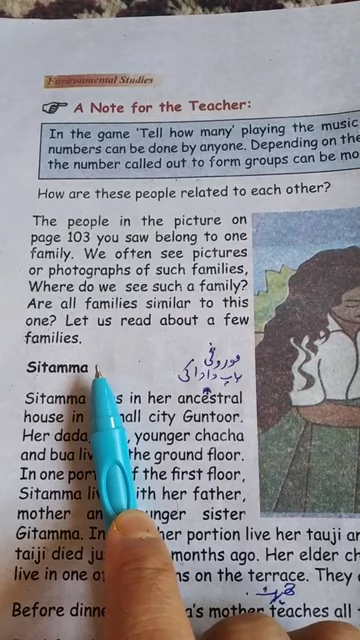 Environmental Studies
A Note for the Teacher:
In the game 'Tell how many' playing the music
numbers can be done by anyone. Depending on the
the number called out to form groups can be mo
How are these people related to each other?
The people in the picture on
page 103 you saw belong to one
family. We often see pictures
or photographs of such families,
Where do we see such a family?
Are all families similar to this
one? Let us read about a few
families.
Sitamma
Sitamma s in her ancestral
house in all city Guntoor.
Her dada, younger chacha
and bua liv the ground floor.
In one por f the first floor,
Sitamma li ith her father,
mother an unger sister
Gitamma. In her portion live her tauji an
taiji died ju months ago. Her elder c
live in one o ns on the terrace. They
Before dinne a's mother teaches all